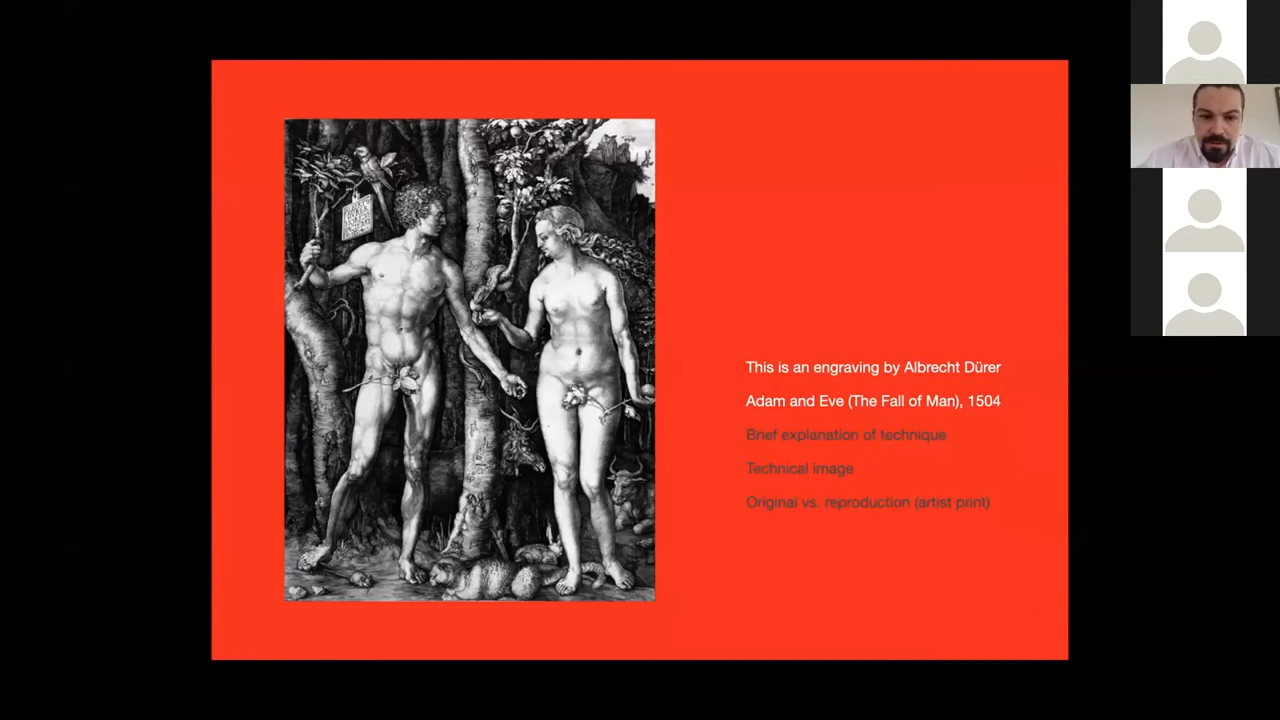 This is an engraving by Albrecht Dürer
Adam and Eve (The Fall of Man), 1504
Brief explanation of technique
Technical image
Original vs. reproduction (artist print)